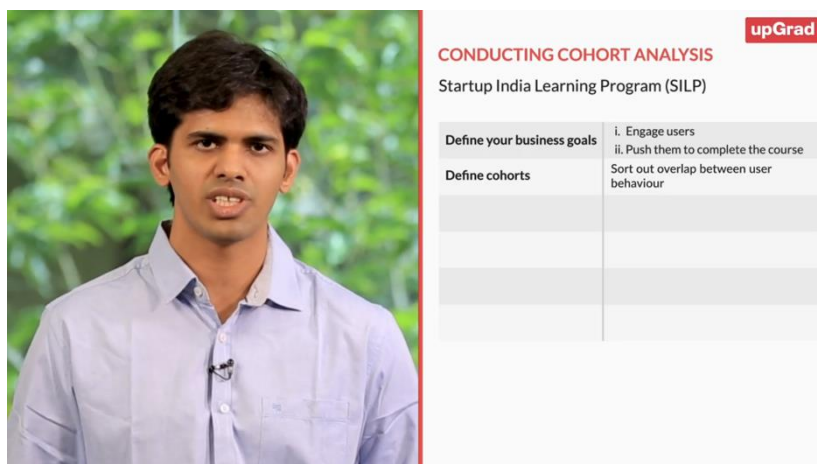 upGrad
CONDUCTING COHORT ANALYSIS
Startup India Learning Program (SILP)
Define your business goals
i. Engage users
ii. Push them to complete the course
Define cohorts
Sort out overlap between user
behaviour